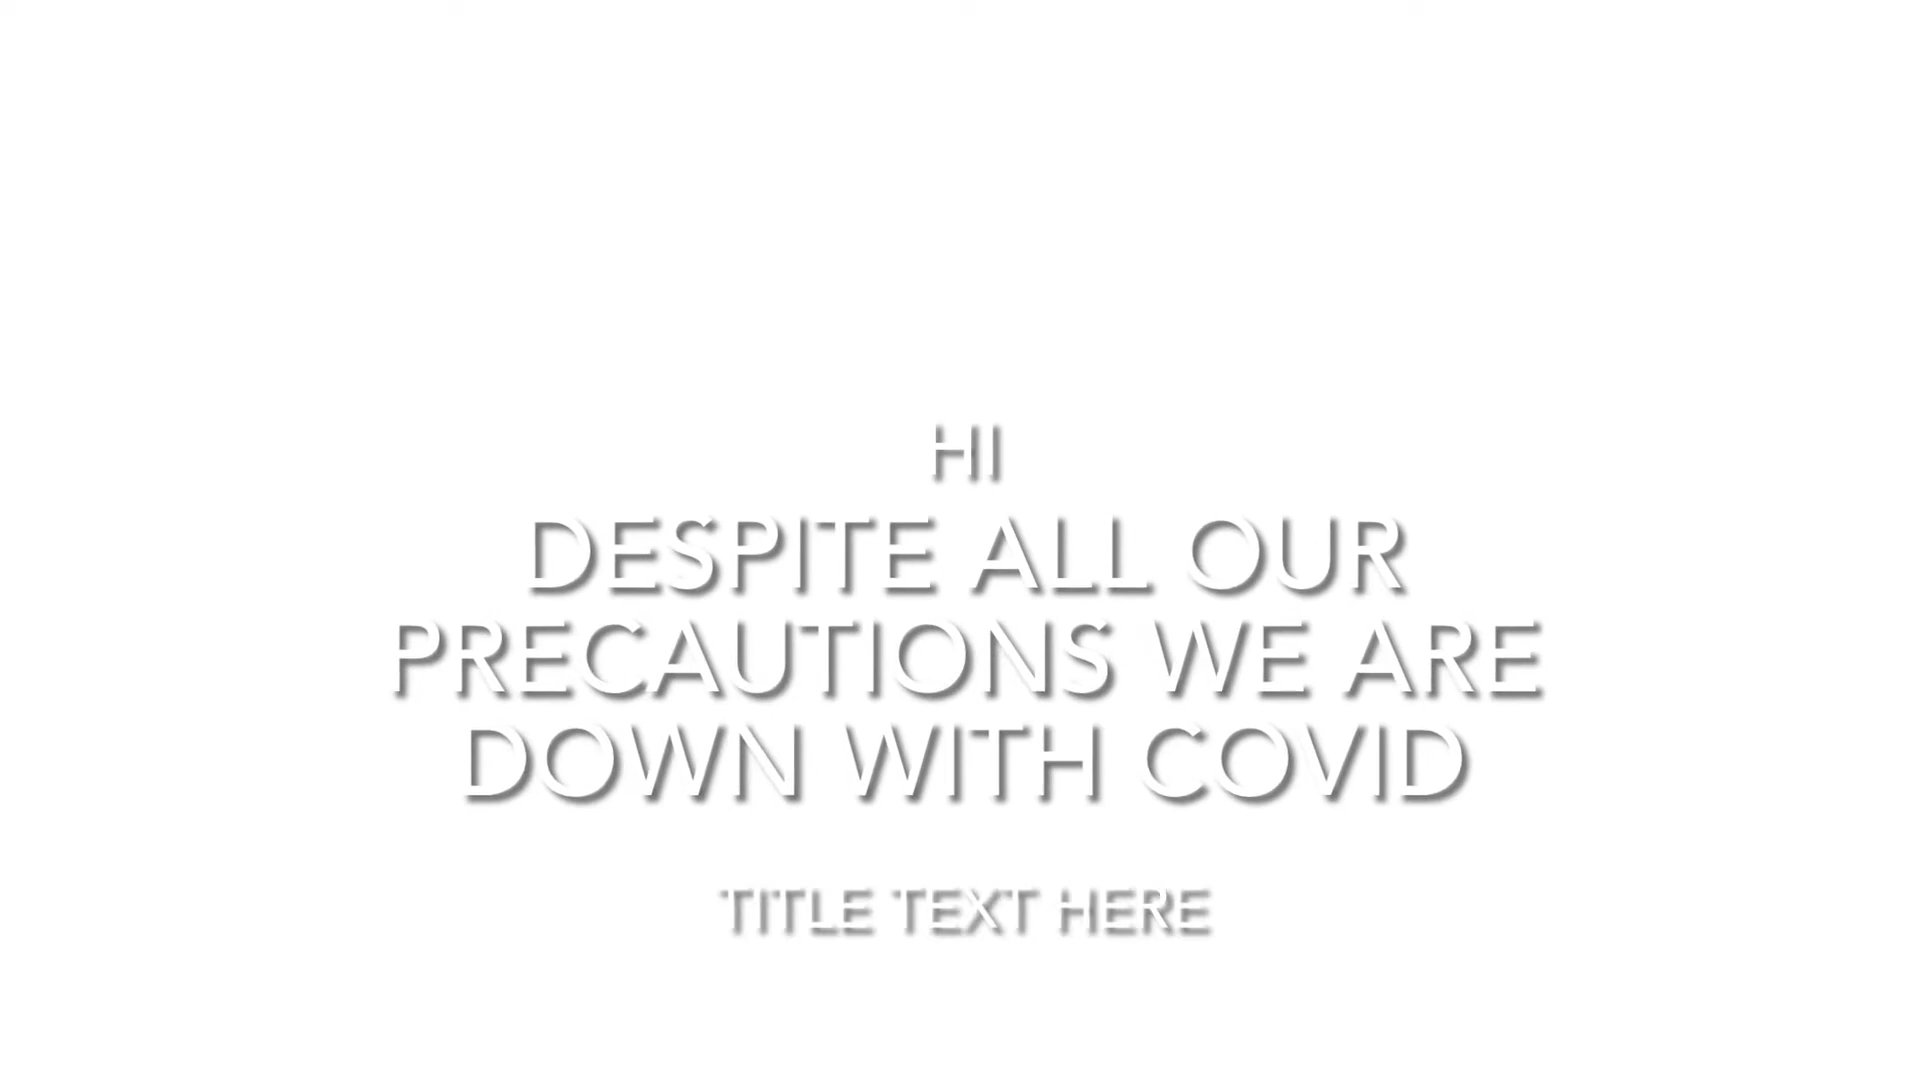 HI
DESPITE ALL OUR
PRECAUTIONS WE ARE
DOWN WITH COVID
TITLE TEXT HERE